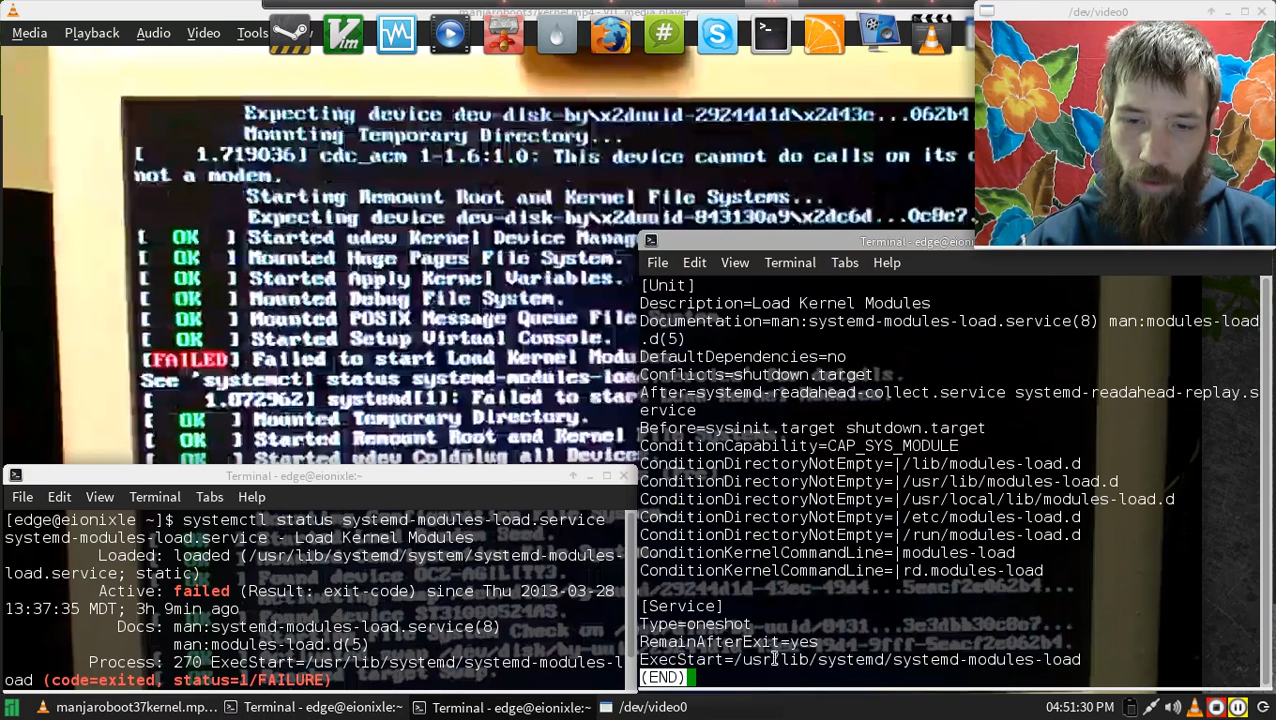 manjaroboot37kernel.mp4 - VLC media player
Media Playback Audio Video Tools
/dev/video0
Expecting device dev-disk-by\x2duuid-29244d1d\x2d43e...062b4
Mounting Temporary Directory...
[ 1.719036] cdc_acm 1-1.6:1.0: This device cannot do calls on its
not a modem.
Starting Remount Root and Kernel File Systems...
Expecting device dev-disk-by\x2duuid-843130a9\x2dc6d...0c8e7.
[ OK ] Started udev Kernel Device Manag
[ OK ] Mounted Huge Pages File System.
[ OK ] Started Apply Kernel Variables.
[ OK ] Mounted Debug File System.
[ OK ] Mounted POSIX Message Queue File
[ OK ] Started Setup Virtual Console.
[FAILED] Failed to start Load Kernel Modu
See 'systemctl status systemd-modules-loa
[ 1.872962] systemd[1]: Failed to star
[ OK ] Mounted Temporary Directory.
[ OK ] Started Remount Root and Kernel
[ OK ] Started udev Coldplug all Device
Terminal - edge@eionixle:~
File Edit View Terminal Tabs Help
[Unit]
Description=Load Kernel Modules
Documentation=man:systemd-modules-load.service(8) man:modules-load
.d(5)
DefaultDependencies=no
Conflicts=shutdown.target
After=systemd-readahead-collect.service systemd-readahead-replay.s
ervice
Before=sysinit.target shutdown.target
ConditionCapability=CAP_SYS_MODULE
ConditionDirectoryNotEmpty=|/lib/modules-load.d
ConditionDirectoryNotEmpty=|/usr/lib/modules-load.d
ConditionDirectoryNotEmpty=|/usr/local/lib/modules-load.d
ConditionDirectoryNotEmpty=|/etc/modules-load.d
ConditionDirectoryNotEmpty=|/run/modules-load.d
ConditionKernelCommandLine=|modules-load
ConditionKernelCommandLine=|rd.modules-load
[Service]
Type=oneshot
RemainAfterExit=yes
ExecStart=/usr/lib/systemd/systemd-modules-load
(END)
Terminal - edge@eionixle:~
File Edit View Terminal Tabs Help
[edge@eionixle ~]$ systemctl status systemd-modules-load.service
systemd-modules-load.service - Load Kernel Modules
Loaded: loaded (/usr/lib/systemd/system/systemd-modules-
load.service; static)
Active: failed (Result: exit-code) since Thu 2013-03-28
13:37:35 MDT; 3h 9min ago
Docs: man:systemd-modules-load.service(8)
man:modules-load.d(5)
Process: 270 ExecStart=/usr/lib/systemd/systemd-modules-l
oad (code=exited, status=1/FAILURE)
manjaroboot37kernel.mp... Terminal - edge@eionixle:~ Terminal - edge@eionixle:~ /dev/video0 04:51:30 PM